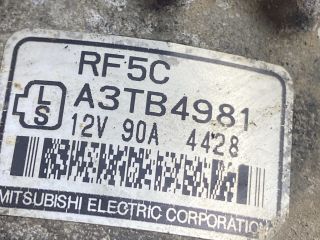 RF5C
L
S
A3TB4981
12V 90A 4428
MITSUBISHI ELECTRIC CORPORATION